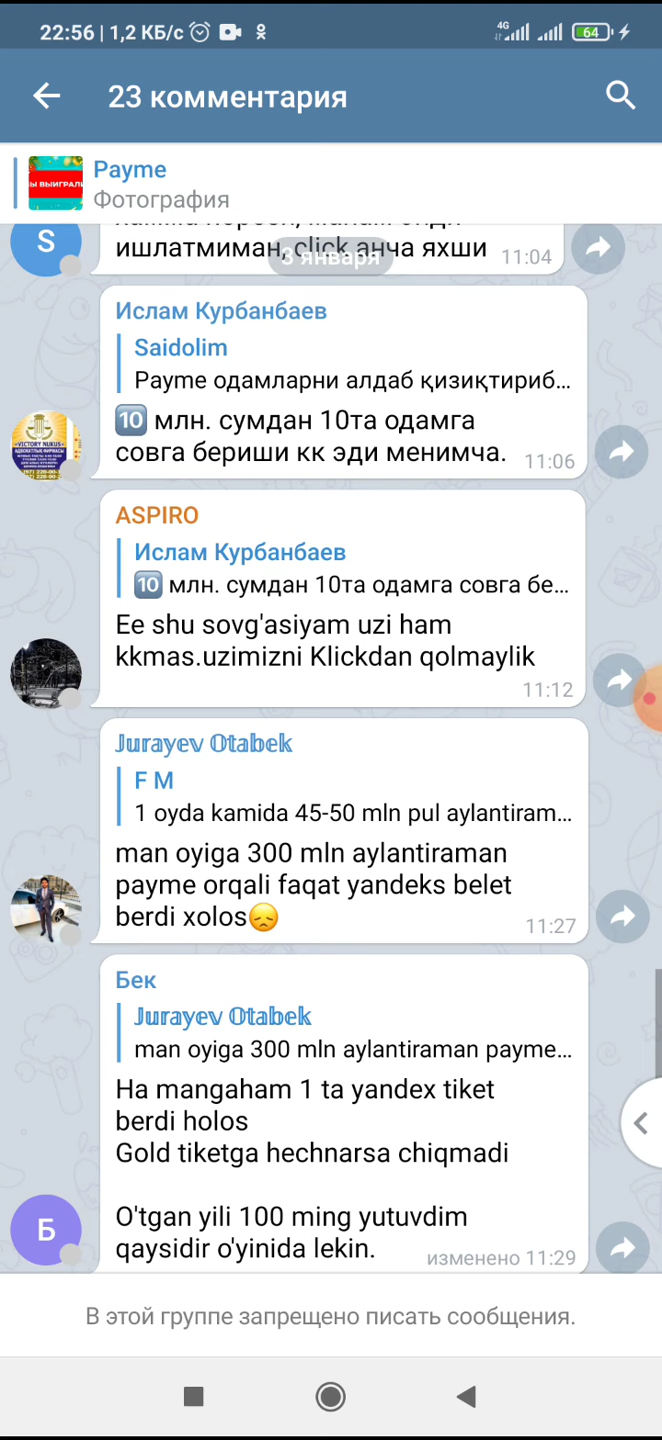 22:56 | 1,2 КБ/с
4G
64
23 комментария
Payme
Фотография
ишлатмиман, click анча яхши 11:04
3 января
Ислам Курбанбаев
Saidolim
Payme одамларни алдаб қизиқтириб...
🔟 млн. сумдан 10та одамга
совга бериши кк эди менимча. 11:06
ASPIRO
Ислам Курбанбаев
🔟 млн. сумдан 10та одамга совга бе...
Ee shu sovg'asiyam uzi ham
kkmas.uzimizni Klickdan qolmaylik
11:12
Jurayev Otabek
F M
1 oyda kamida 45-50 mln pul aylantiram...
man oyiga 300 mln aylantiraman
payme orqali faqat yandeks belet
berdi xolos😞 11:27
Бек
Jurayev Otabek
man oyiga 300 mln aylantiraman payme...
Ha mangaham 1 ta yandex tiket
berdi holos
Gold tiketga hechnarsa chiqmadi
O'tgan yili 100 ming yutuvdim
qaysidir o'yinida lekin. изменено 11:29
В этой группе запрещено писать сообщения.